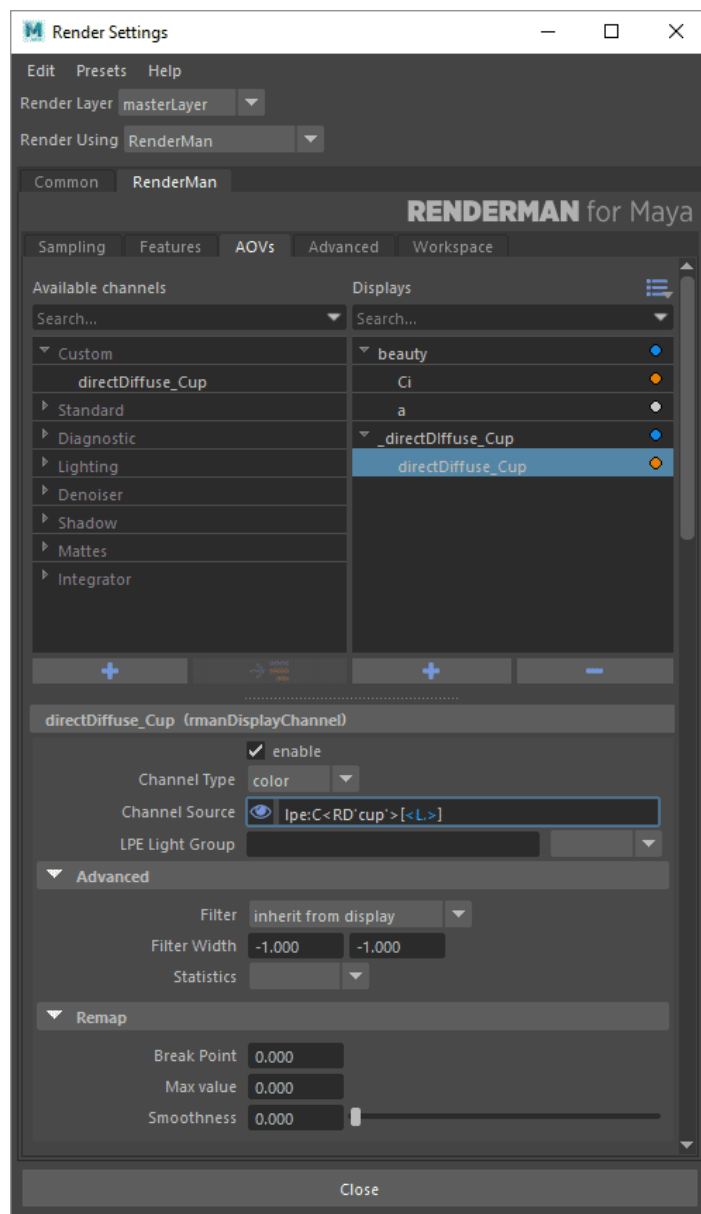 Render Settings
Edit Presets Help
Render Layer masterLayer
Render Using RenderMan
Common RenderMan
RENDERMAN for Maya
Sampling Features AOVs Advanced Workspace
Available channels Displays
Search... Search...
Custom beauty
directDiffuse_Cup Ci
Standard a
Diagnostic _directDIffuse_Cup
Lighting directDiffuse_Cup
Denoiser
Shadow
Mattes
Integrator
directDiffuse_Cup (rmanDisplayChannel)
enable
Channel Type color
Channel Source lpe:C<RD'cup'>[<L.>]
LPE Light Group
Advanced
Filter inherit from display
Filter Width -1.000 -1.000
Statistics
Remap
Break Point 0.000
Max value 0.000
Smoothness 0.000
Close